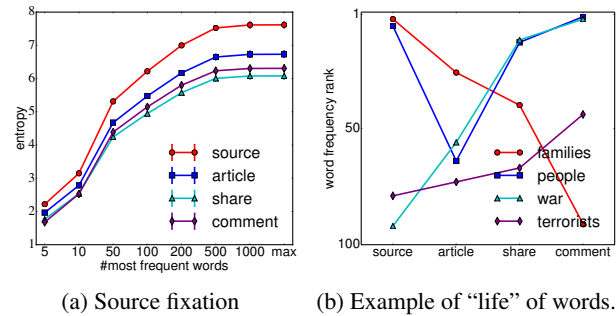 8
7
6
5
4
3
2
1
entropy
5 10 50 100 200 500 1000 max
#most frequent words
source
article
share
comment
(a) Source fixation
1
50
100
word frequency rank
source article share comment
families
people
war
terrorists
(b) Example of “life” of words.